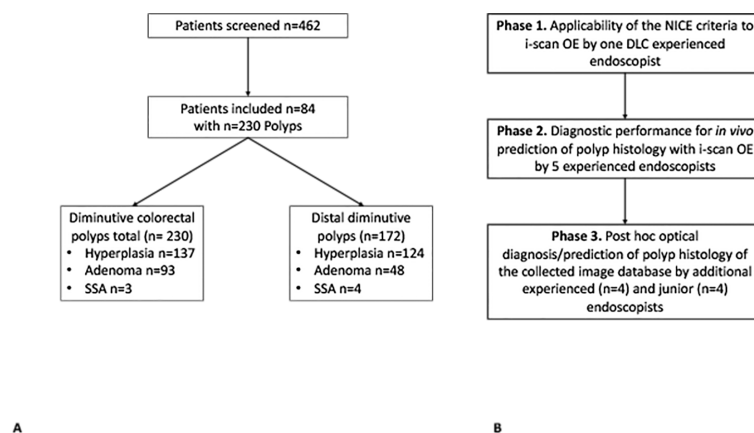 Patients screened n=462
Patients included n=84
with n=230 Polyps
Diminutive colorectal
polyps total (n= 230)
• Hyperplasia n=137
• Adenoma n=93
• SSA n=3
Distal diminutive
polyps (n=172)
• Hyperplasia n=124
• Adenoma n=48
• SSA n=4
A
Phase 1. Applicability of the NICE criteria to
i-scan OE by one DLC experienced
endoscopist
Phase 2. Diagnostic performance for in vivo
prediction of polyp histology with i-scan OE
by 5 experienced endoscopists
Phase 3. Post hoc optical
diagnosis/prediction of polyp histology of
the collected image database by additional
experienced (n=4) and junior (n=4)
endoscopists
B